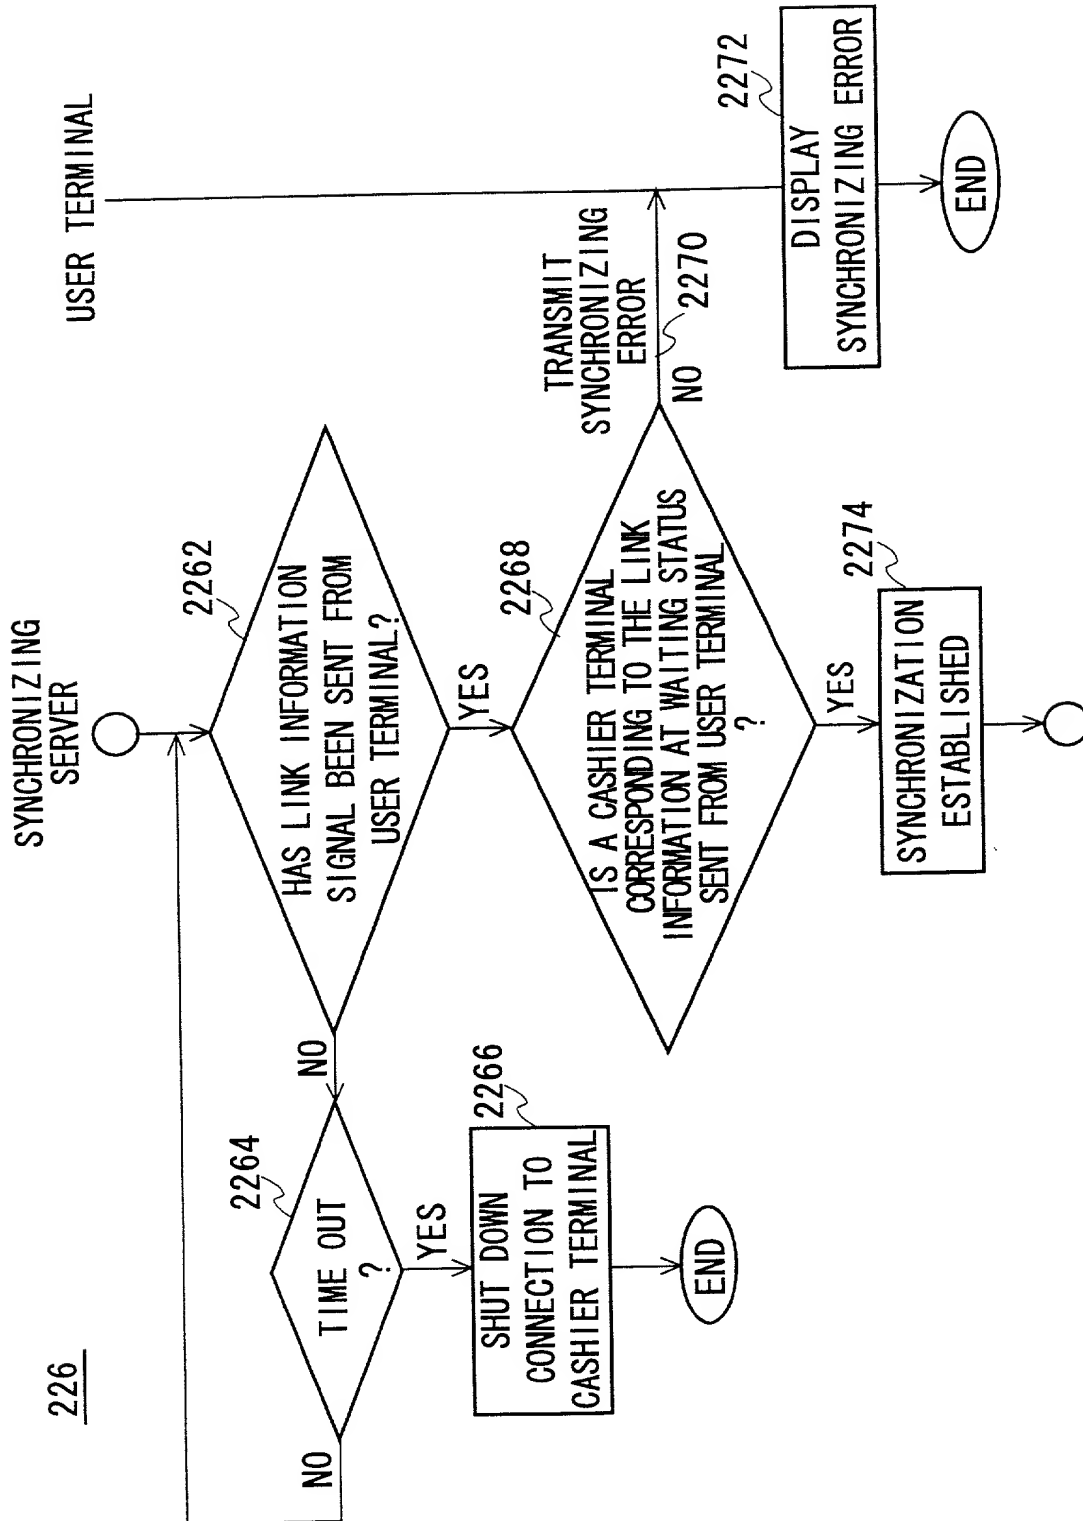 226
SYNCHRONIZING
SERVER
USER TERMINAL
2262
HAS LINK INFORMATION
SIGNAL BEEN SENT FROM
USER TERMINAL?
NO
YES
2264
TIME OUT
?
NO
YES
2266
SHUT DOWN
CONNECTION TO
CASHIER TERMINAL
END
2268
IS A CASHIER TERMINAL
CORRESPONDING TO THE LINK
INFORMATION AT WAITING STATUS
SENT FROM USER TERMINAL
?
NO
YES
TRANSMIT
SYNCHRONIZING
ERROR
2270
2272
DISPLAY
SYNCHRONIZING ERROR
END
2274
SYNCHRONIZATION
ESTABLISHED